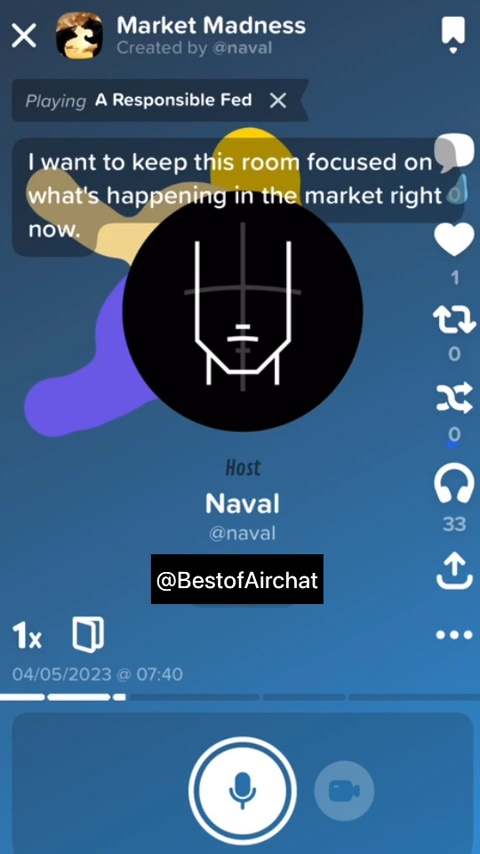 Market Madness
Created by @naval
Playing A Responsible Fed
I want to keep this room focused on
what's happening in the market right
now.
0
1
0
0
33
Host
Naval
@naval
@BestofAirchat
1x
04/05/2023 @ 07:40